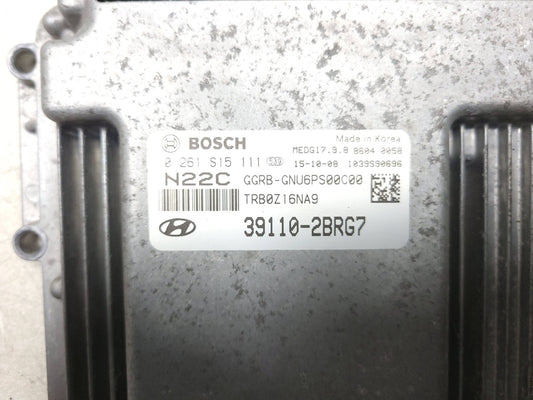 BOSCH
Made in Korea
MEDG17.9.8 8604 0058
0 261 S15 111
15-10-08 1039S90696
N22C GGRB-GNU6PS00C00
TRB0Z16NA9
39110-2BRG7